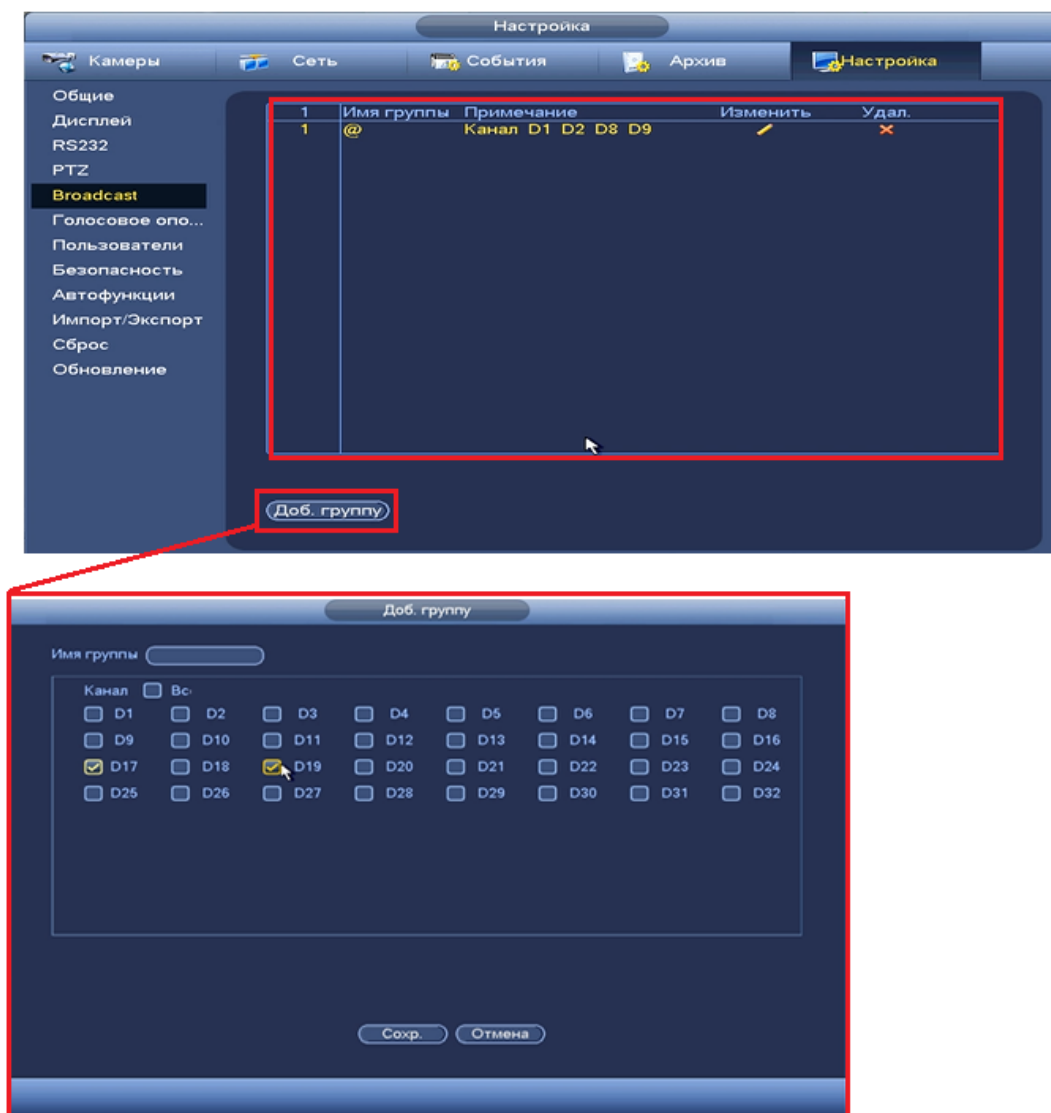 Настройка
Камеры Сеть События Архив Настройка
Общие
Дисплей
RS232
PTZ
Broadcast
Голосовое опо...
Пользователи
Безопасность
Автофункции
Импорт/Экспорт
Сброс
Обновление
1 Имя группы Примечание Изменить Удал.
1 @ Канал D1 D2 D8 D9
Доб. группу
Доб. группу
Имя группы
Канал Вс
D1 D2 D3 D4 D5 D6 D7 D8
D9 D10 D11 D12 D13 D14 D15 D16
D17 D18 D19 D20 D21 D22 D23 D24
D25 D26 D27 D28 D29 D30 D31 D32
Сохр. Отмена